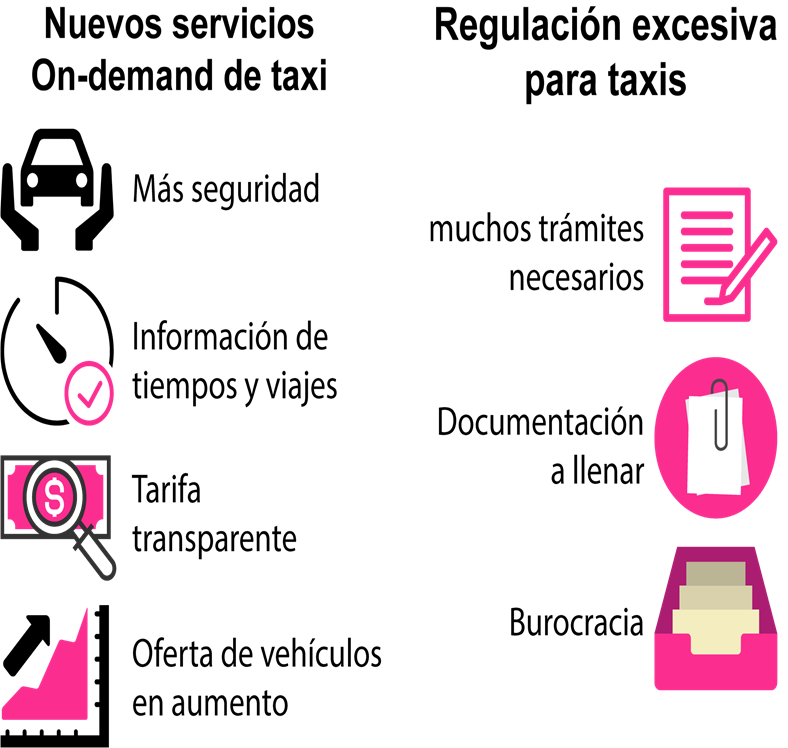 Nuevos servicios
On-demand de taxi
Más seguridad
Información de
tiempos y viajes
Tarifa
transparente
Oferta de vehículos
en aumento
Regulación excesiva
para taxis
muchos trámites
necesarios
Documentación
a llenar
Burocracia